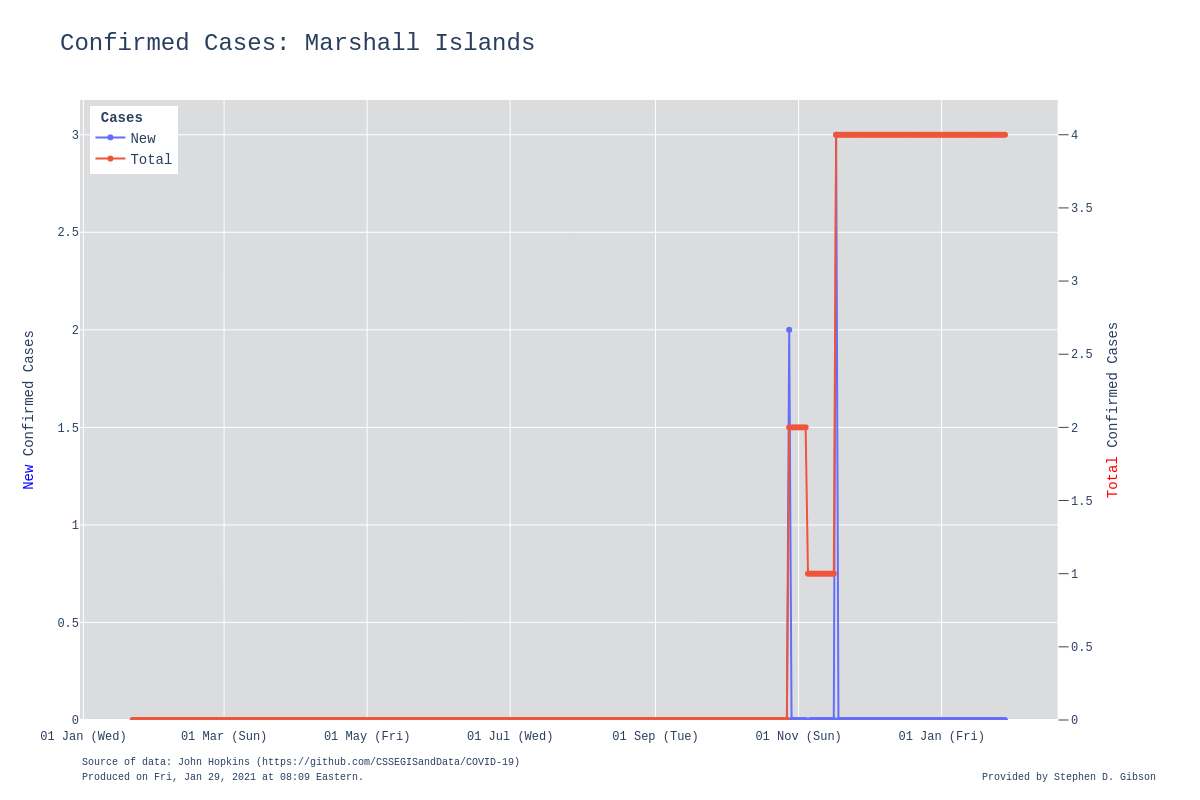 Confirmed Cases: Marshall Islands
Cases
New
Total
3
2.5
2
1.5
1
0.5
0
New Confirmed Cases
4
3.5
3
2.5
2
1.5
1
0.5
0
Total Confirmed Cases
01 Jan (Wed)
01 Mar (Sun)
01 May (Fri)
01 Jul (Wed)
01 Sep (Tue)
01 Nov (Sun)
01 Jan (Fri)
Source of data: John Hopkins (https://github.com/CSSEGISandData/COVID-19)
Produced on Fri, Jan 29, 2021 at 08:09 Eastern.
Provided by Stephen D. Gibson